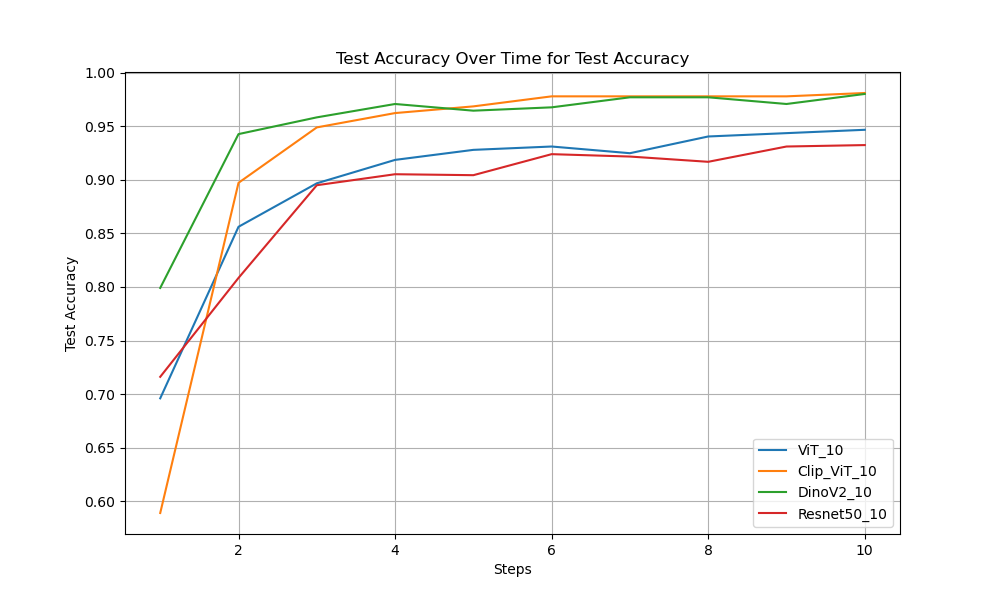 Test Accuracy Over Time for Test Accuracy
1.00
0.95
0.90
0.85
0.80
0.75
0.70
0.65
0.60
Test Accuracy
2
4
6
8
10
Steps
ViT_10
Clip_ViT_10
DinoV2_10
Resnet50_10